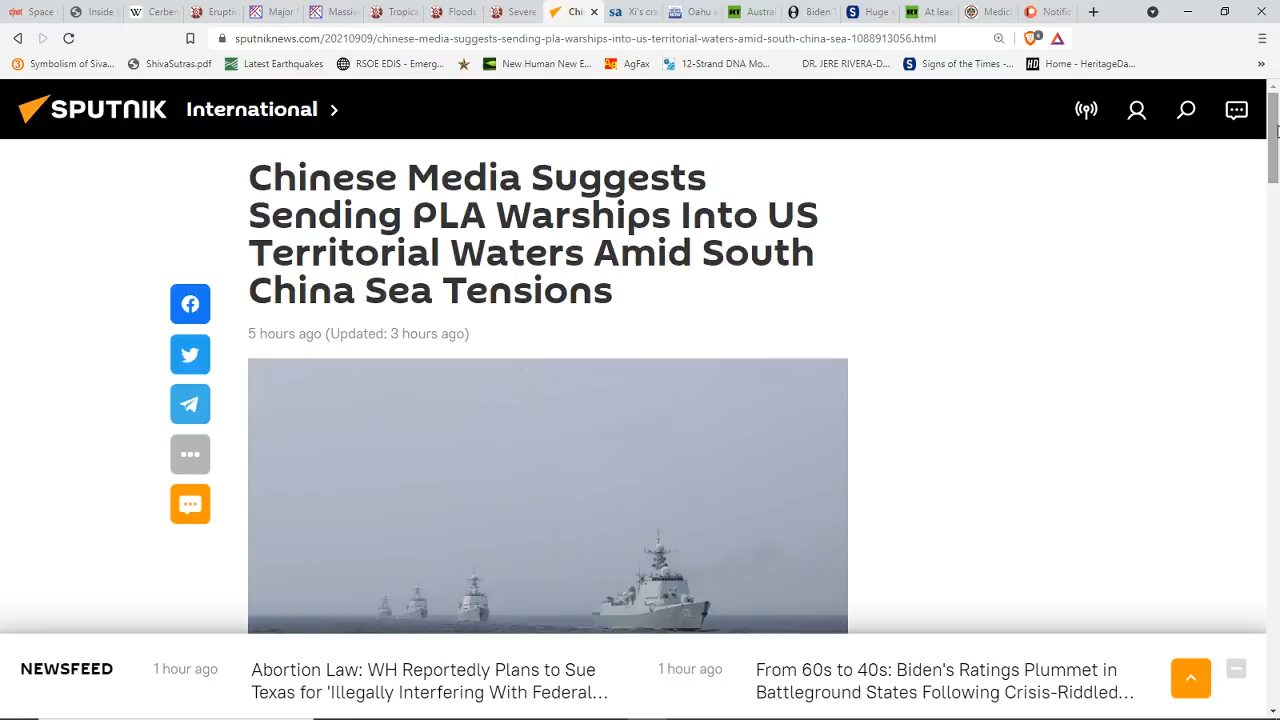 Space
Inside
Cerber
Erupti
Major
Massiv
Tropica
Floods
Severe
Chi
Xi's cra
Oahu
Austral
Biden
Huge
At leas
Medici
Notific
sputniknews.com/20210909/chinese-media-suggests-sending-pla-warships-into-us-territorial-waters-amid-south-china-sea-1088913056.html
Symbolism of Siva...
ShivaSutras.pdf
Latest Earthquakes
RSOE EDIS - Emerg...
New Human New E...
AgFax
12-Strand DNA Mo...
DR. JERE RIVERA-D...
Signs of the Times -...
Home - HeritageDa...
SPUTNIK International
Chinese Media Suggests
Sending PLA Warships Into US
Territorial Waters Amid South
China Sea Tensions
5 hours ago (Updated: 3 hours ago)
NEWSFEED
1 hour ago
Abortion Law: WH Reportedly Plans to Sue
Texas for 'Illegally Interfering With Federal...
1 hour ago
From 60s to 40s: Biden's Ratings Plummet in
Battleground States Following Crisis-Riddled...